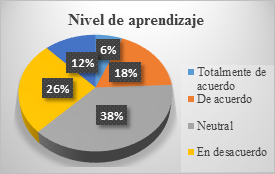 Nivel de aprendizaje
6%
12%
18%
26%
38%
Totalmente de
acuerdo
De acuerdo
Neutral
En desacuerdo